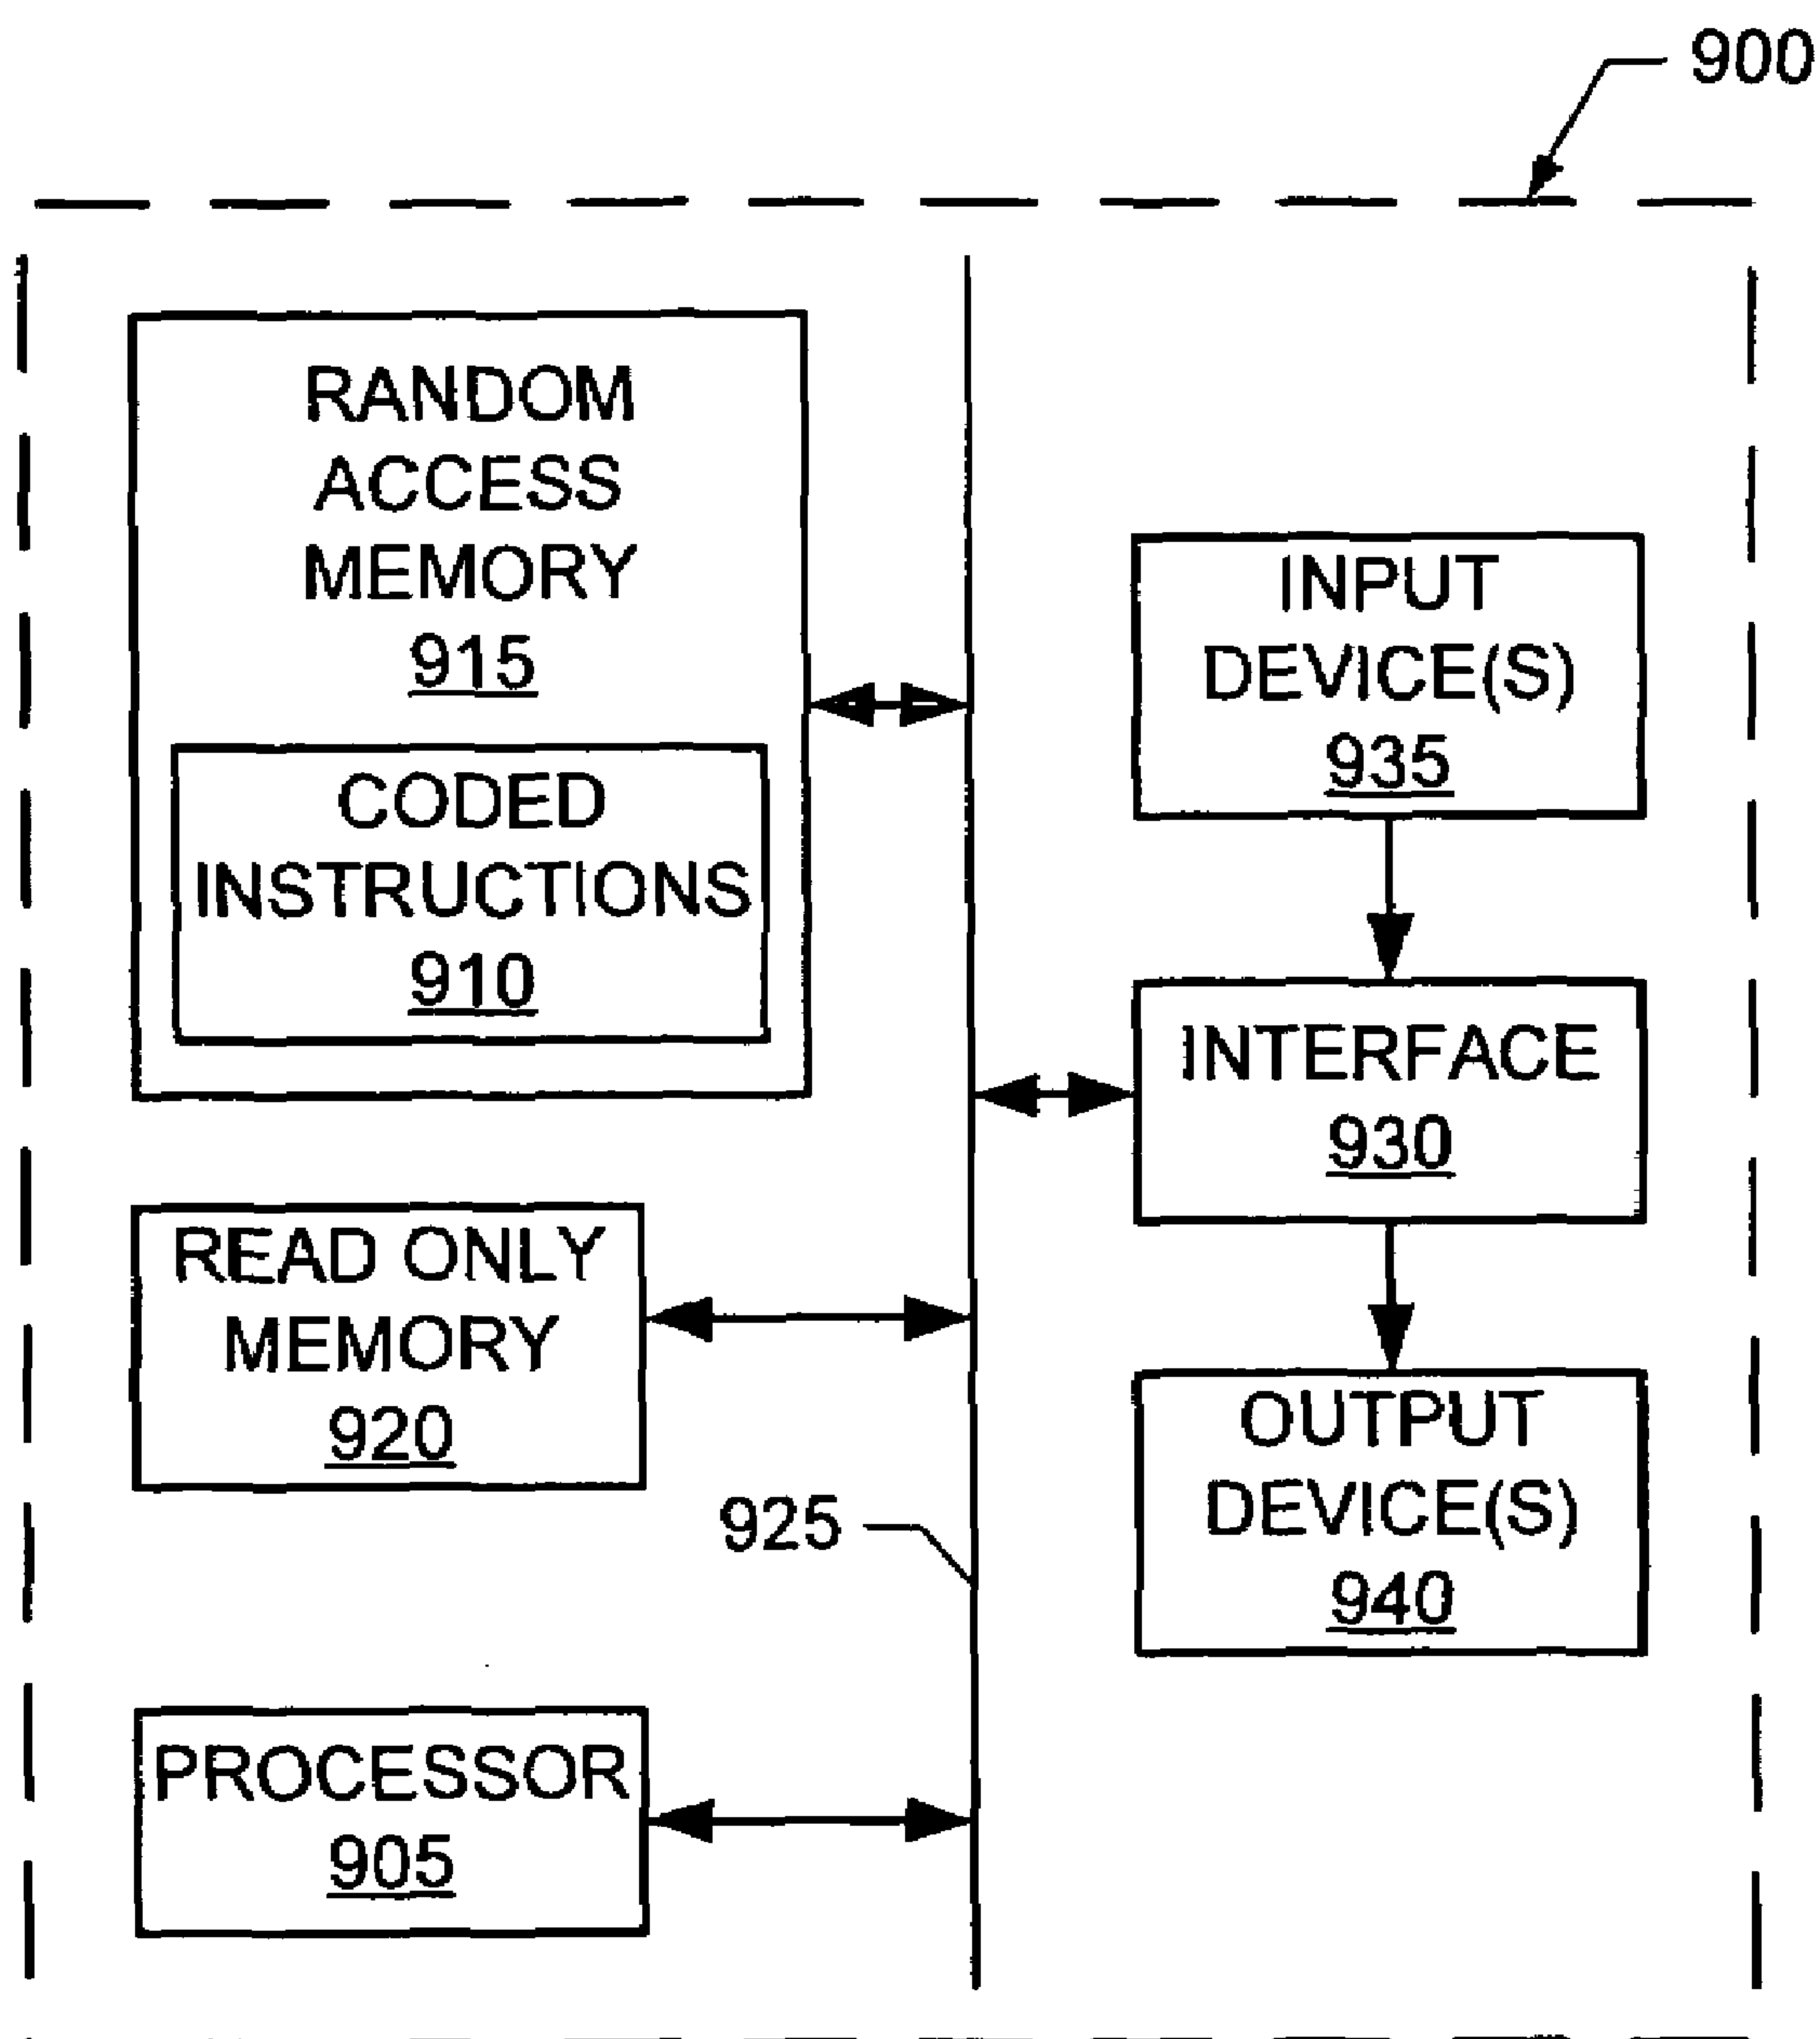 900
RANDOM
ACCESS
MEMORY
915
CODED
INSTRUCTIONS
910
INPUT
DEVICE(S)
935
INTERFACE
930
READ ONLY
MEMORY
920
OUTPUT
DEVICE(S)
940
925
PROCESSOR
905